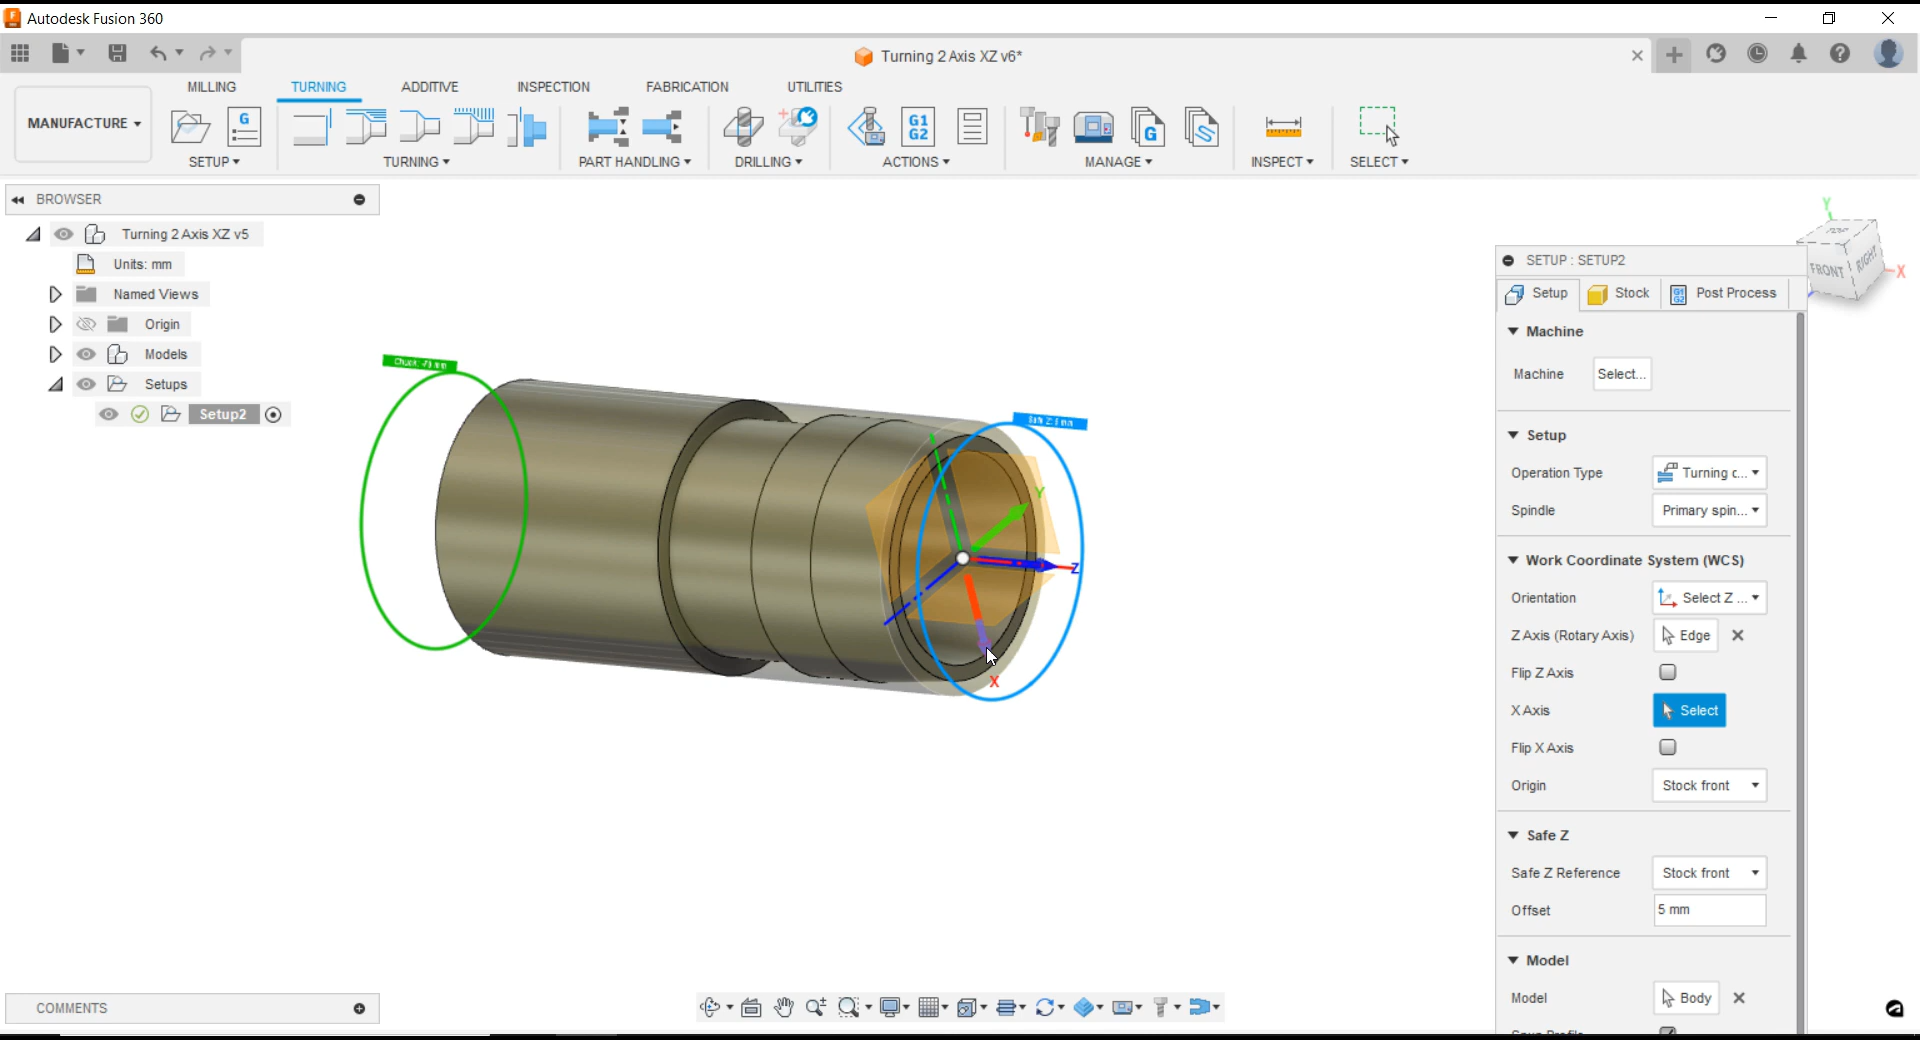 Autodesk Fusion 360
Turning 2 Axis XZ v6*
MILLING TURNING ADDITIVE INSPECTION FABRICATION UTILITIES
MANUFACTURE
G
G1
G2
G
SETUP TURNING PART HANDLING DRILLING ACTIONS MANAGE INSPECT SELECT
BROWSER
Turning 2 Axis XZ v5
Units: mm
Named Views
Origin
Models
Setups
Setup2
Y
Z
X
Y
TOP
FRONT
RIGHT
X
SETUP : SETUP2
Setup Stock Post Process
Machine
Machine Select...
Setup
Operation Type Turning c...
Spindle Primary spin...
Work Coordinate System (WCS)
Orientation Select Z ...
Z Axis (Rotary Axis) Edge
Flip Z Axis
X Axis Select
Flip X Axis
Origin Stock front
Safe Z
Safe Z Reference Stock front
Offset 5 mm
Model
Model Body
COMMENTS